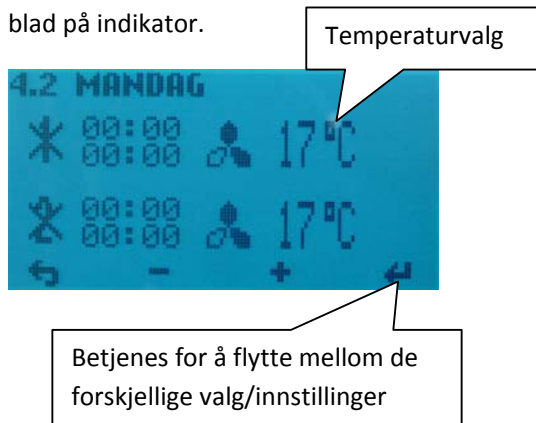 blad på indikator.
Temperaturvalg
4.2 MANDAG
00:00
00:00
17°C
00:00
00:00
17°C
- +
Betjenes for å flytte mellom de
forskjellige valg/innstillinger